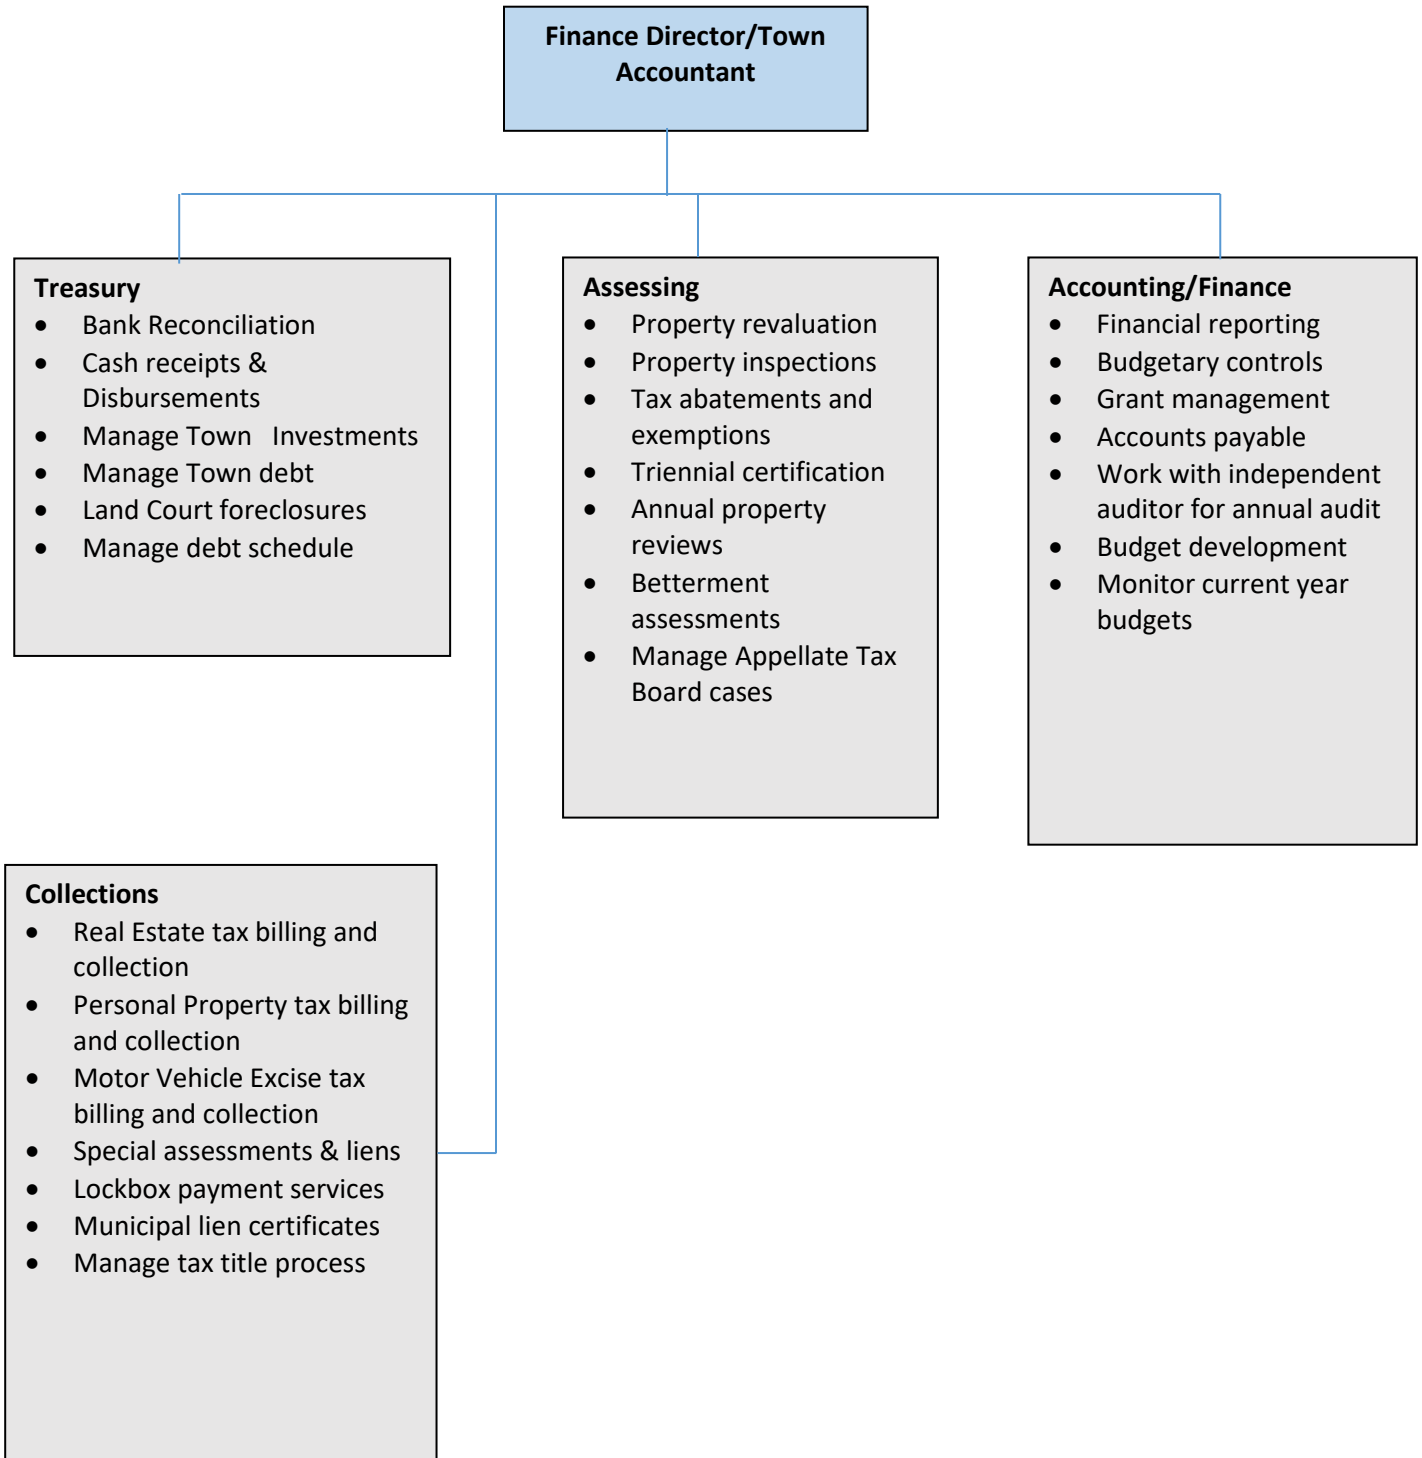 Finance Director/Town
Accountant
Treasury
• Bank Reconciliation
• Cash receipts &
Disbursements
• Manage Town   Investments
• Manage Town debt
• Land Court foreclosures
• Manage debt schedule
Assessing
• Property revaluation
• Property inspections
• Tax abatements and
exemptions
• Triennial certification
• Annual property
reviews
• Betterment
assessments
• Manage Appellate Tax
Board cases
Accounting/Finance
• Financial reporting
• Budgetary controls
• Grant management
• Accounts payable
• Work with independent
auditor for annual audit
• Budget development
• Monitor current year
budgets
Collections
• Real Estate tax billing and
collection
• Personal Property tax billing
and collection
• Motor Vehicle Excise tax
billing and collection
• Special assessments & liens
• Lockbox payment services
• Municipal lien certificates
• Manage tax title process